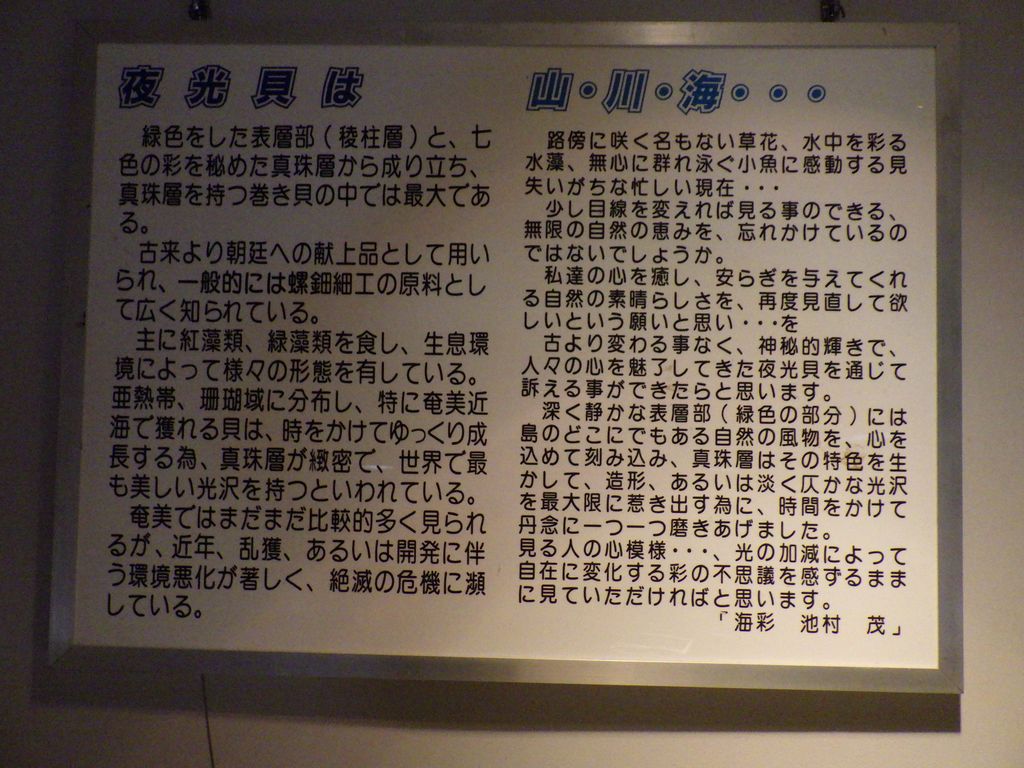 夜光貝は
緑色をした表層部（稜柱層）と、七
色の彩を秘めた真珠層から成り立ち、
真珠層を持つ巻き貝の中では最大であ
る。
古来より朝廷への献上品として用い
られ、一般的には螺鈿細工の原料とし
て広く知られている。
主に紅藻類、緑藻類を食し、生息環
境によって様々の形態を有している。
亜熱帯、珊瑚域に分布し、特に奄美近
海で獲れる貝は、時をかけてゆっくり成
長する為、真珠層が緻密で、世界で最
も美しい光沢を持つといわれている。
奄美ではまだまだ比較的多く見られ
るが、近年、乱獲、あるいは開発に伴
う環境悪化が著しく、絶滅の危機に瀕
している。
山・川・海・・・
路傍に咲く名もない草花、水中を彩る
水藻、無心に群れ泳ぐ小魚に感動する見
失いがちな忙しい現在・・・
少し目線を変えれば見る事のできる、
無限の自然の恵みを、忘れかけているの
ではないでしょうか。
私達の心を癒し、安らぎを与えてくれ
る自然の素晴らしさを、再度見直して欲
しいという願いと思い・・・を
古より変わる事なく、神秘的輝きで、
人々の心を魅了してきた夜光貝を通じて
訴える事ができたらと思います。
深く静かな表層部（緑色の部分）には
島のどこにでもある自然の風物を、心を
込めて刻み込み、真珠層はその特色を生
かして、造形、あるいは淡く仄かな光沢
を最大限に惹き出す為に、時間をかけて
丹念に一つ一つ磨きあげました。
見る人の心模様・・・、光の加減によって
自在に変化する彩の不思議を感ずるまま
に見ていただければと思います。
「海彩　池村　茂」